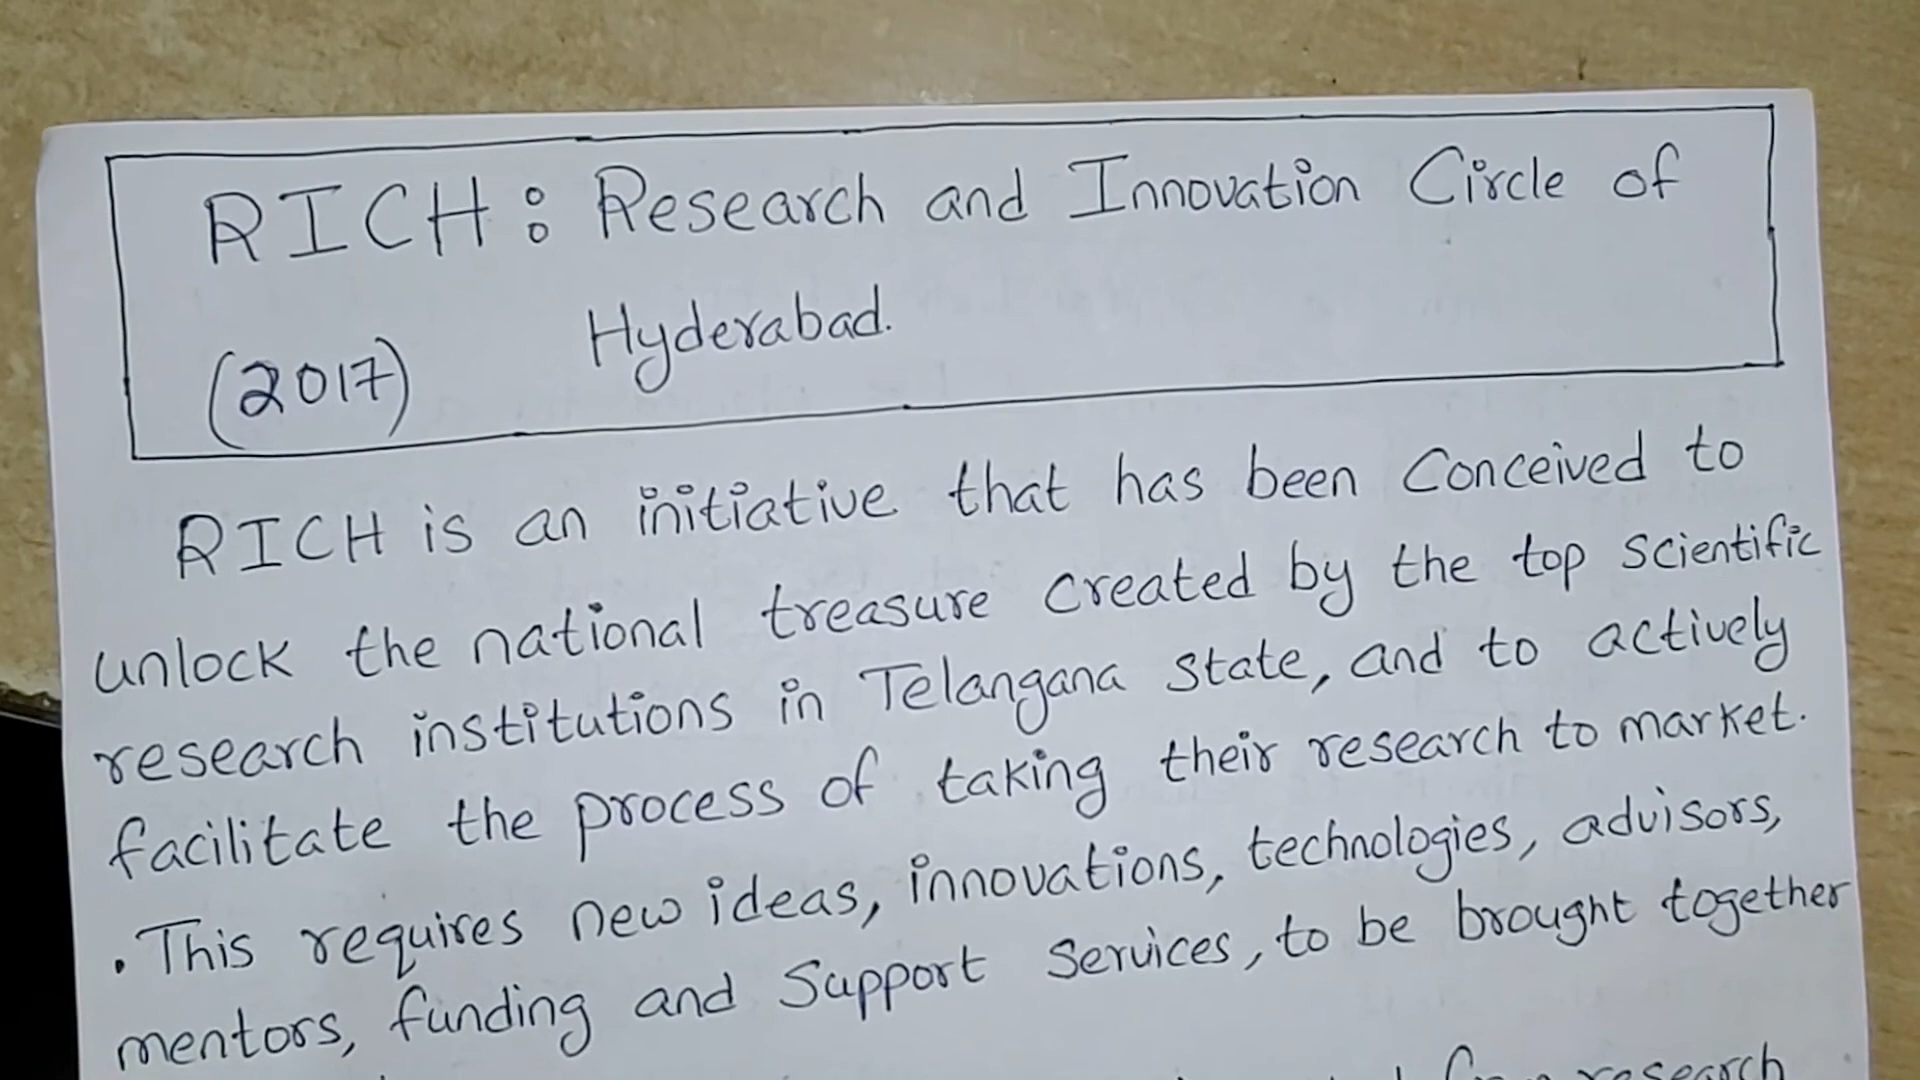 RICH: Research and Innovation Circle of
(2017) Hyderabad.
RICH is an initiative that has been conceived to
unlock the national treasure created by the top scientific
research institutions in Telangana state, and to actively
facilitate the process of taking their research to market.
. This requires new ideas, innovations, technologies, advisors,
mentors, funding and support services, to be brought together
research